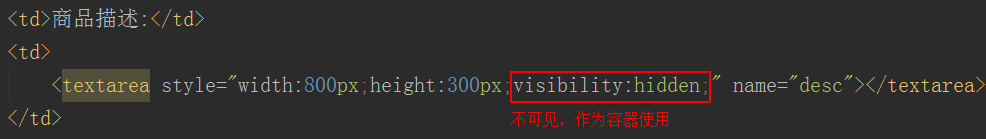 <td>商品描述:</td>
<td>
<textarea style="width:800px;height:300px;visibility:hidden;" name="desc"></textarea>
不可见，作为容器使用
</td>